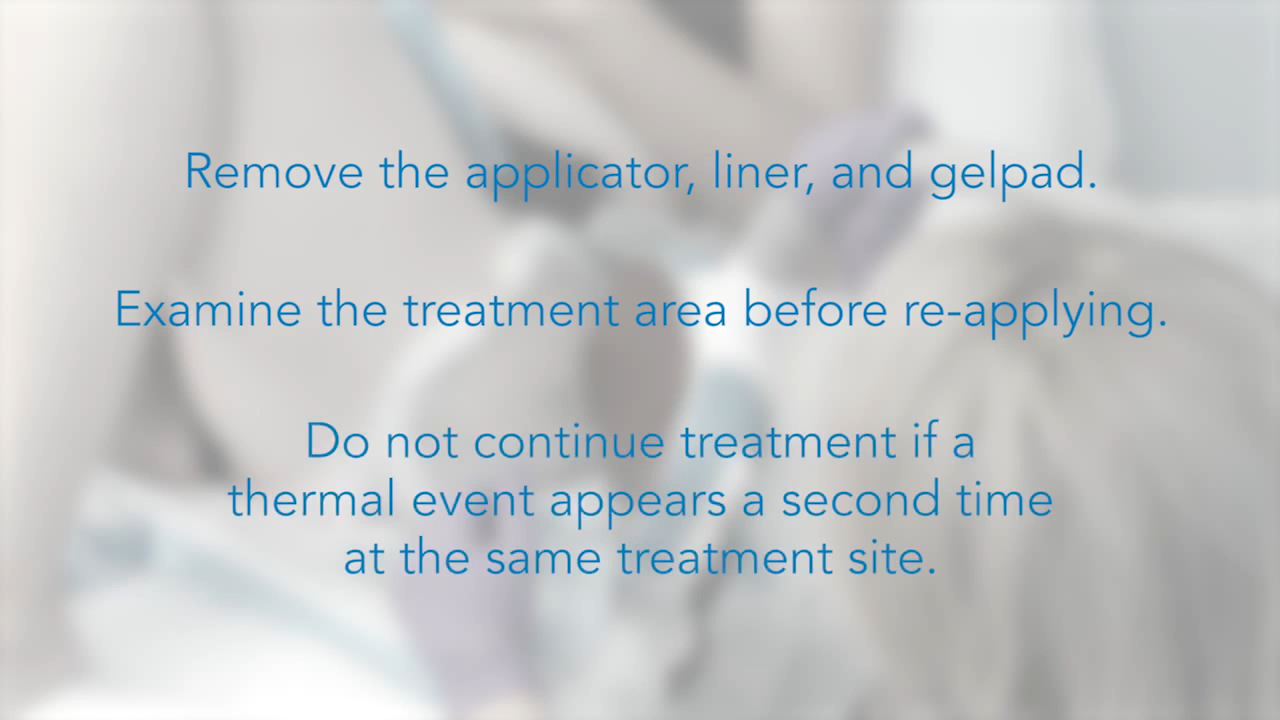 Remove the applicator, liner, and gelpad.
Examine the treatment area before re-applying.
Do not continue treatment if a
thermal event appears a second time
at the same treatment site.